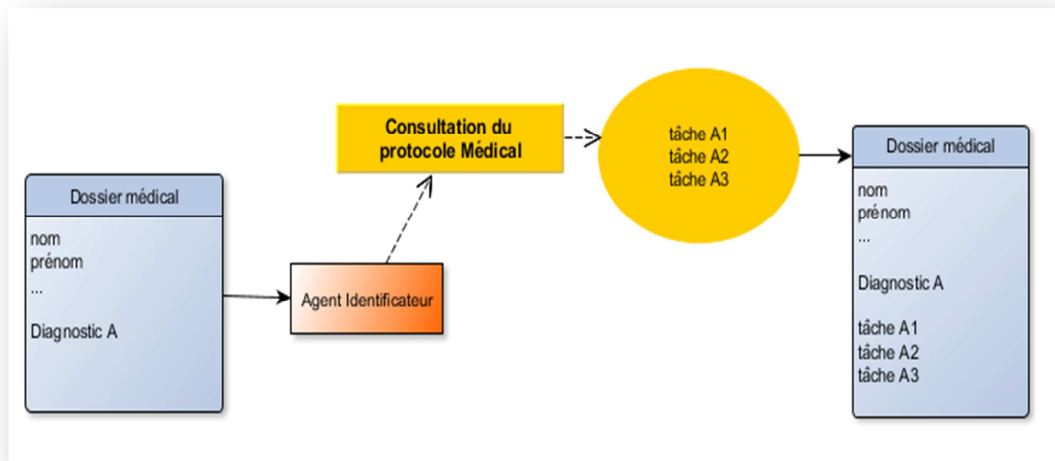 Dossier médical
nom
prénom
...
Diagnostic A
Agent Identificateur
Consultation du
protocole Médical
tâche A1
tâche A2
tâche A3
Dossier médical
nom
prénom
...
Diagnostic A
tâche A1
tâche A2
tâche A3